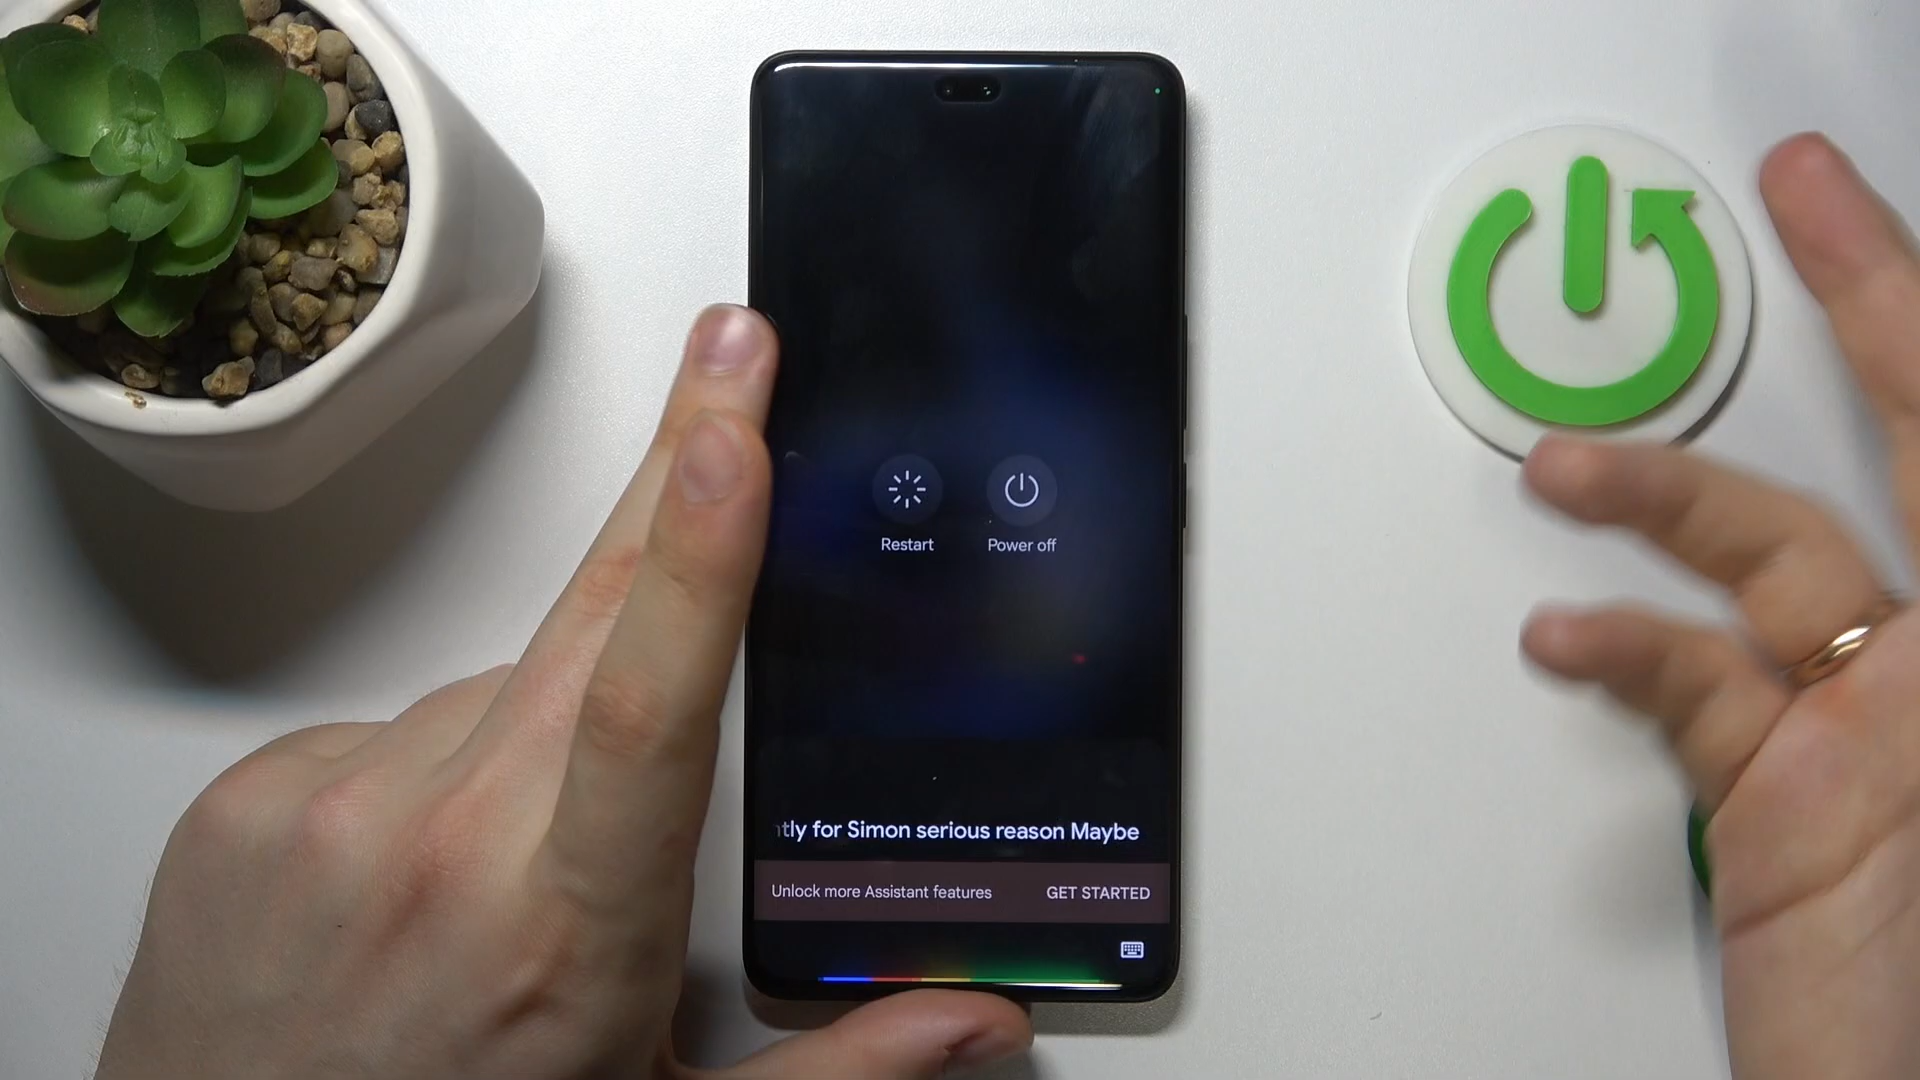 Restart
Power off
tly for Simon serious reason Maybe
Unlock more Assistant features
GET STARTED